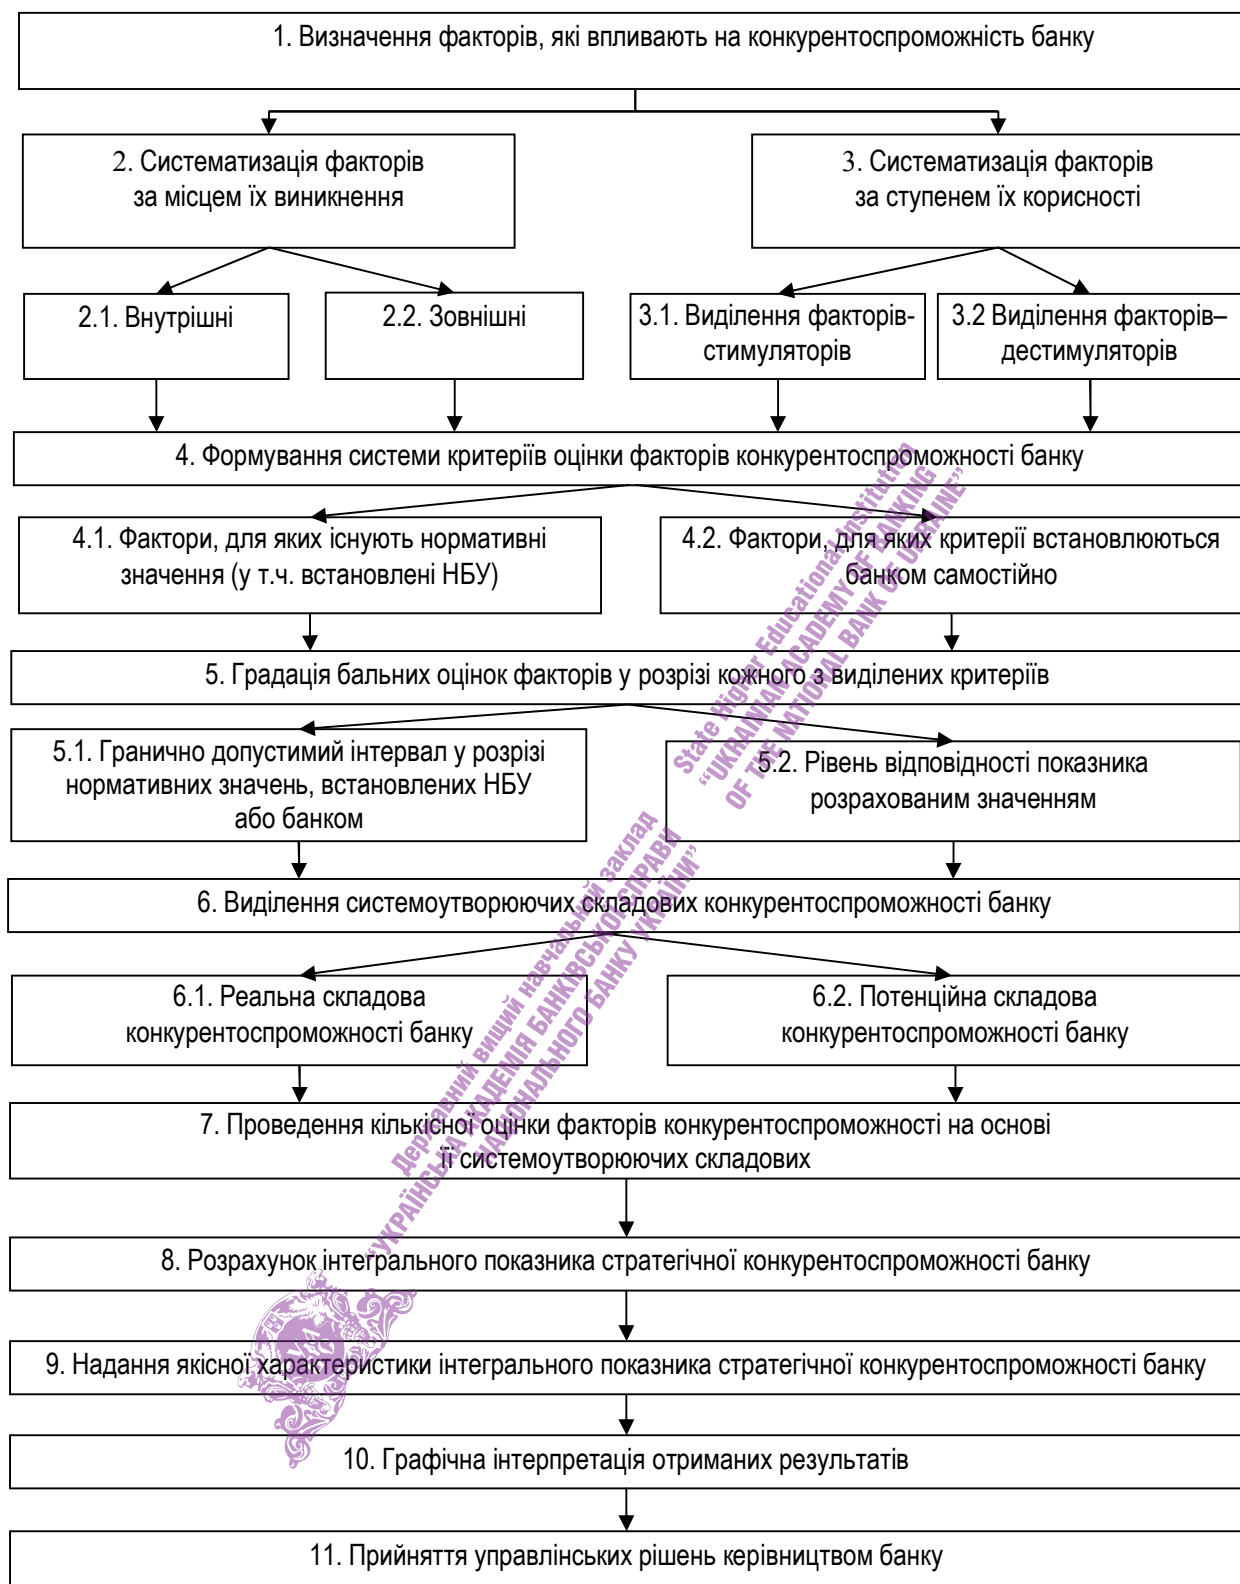 1. Визначення факторів, які впливають на конкурентоспроможність банку
2. Систематизація факторів
за місцем їх виникнення
3. Систематизація факторів
за ступенем їх корисності
2.1. Внутрішні
2.2. Зовнішні
3.1. Виділення факторів-
стимуляторів
3.2 Виділення факторів–
дестимуляторів
4. Формування системи критеріїв оцінки факторів конкурентоспроможності банку
4.1. Фактори, для яких існують нормативні
значення (у т.ч. встановлені НБУ)
4.2. Фактори, для яких критерії встановлюються
банком самостійно
5. Градація бальних оцінок факторів у розрізі кожного з виділених критеріїв
5.1. Гранично допустимий інтервал у розрізі
нормативних значень, встановлених НБУ
або банком
5.2. Рівень відповідності показника
розрахованим значенням
6. Виділення системоутворюючих складових конкурентоспроможності банку
6.1. Реальна складова
конкурентоспроможності банку
6.2. Потенційна складова
конкурентоспроможності банку
7. Проведення кількісної оцінки факторів конкурентоспроможності на основі
її системоутворюючих складових
8. Розрахунок інтегрального показника стратегічної конкурентоспроможності банку
9. Надання якісної характеристики інтегрального показника стратегічної конкурентоспроможності банку
10. Графічна інтерпретація отриманих результатів
11. Прийняття управлінських рішень керівництвом банку
Державний вищий навчальний заклад
“УКРАЇНСЬКА АКАДЕМІЯ БАНКІВСЬКОЇ СПРАВИ
НАЦІОНАЛЬНОГО БАНКУ УКРАЇНИ”
State Higher Educational Institution
“UKRAINIAN ACADEMY OF BANKING
OF THE NATIONAL BANK OF UKRAINE”